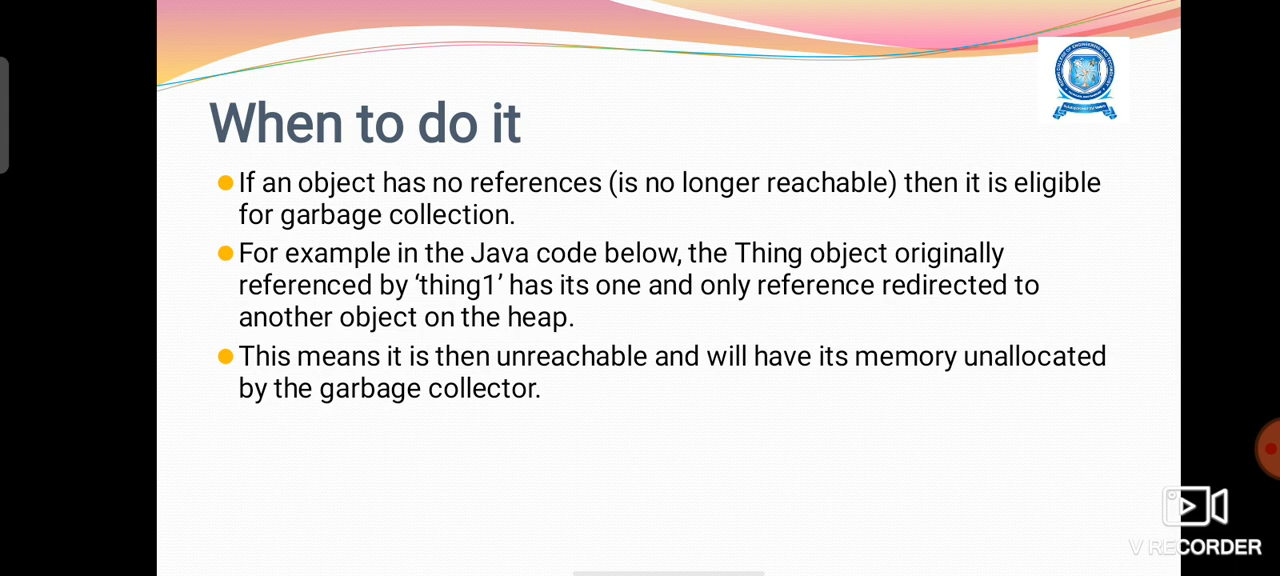 When to do it
If an object has no references (is no longer reachable) then it is eligible
for garbage collection.
For example in the Java code below, the Thing object originally
referenced by ‘thing1’ has its one and only reference redirected to
another object on the heap.
This means it is then unreachable and will have its memory unallocated
by the garbage collector.
V RECORDER